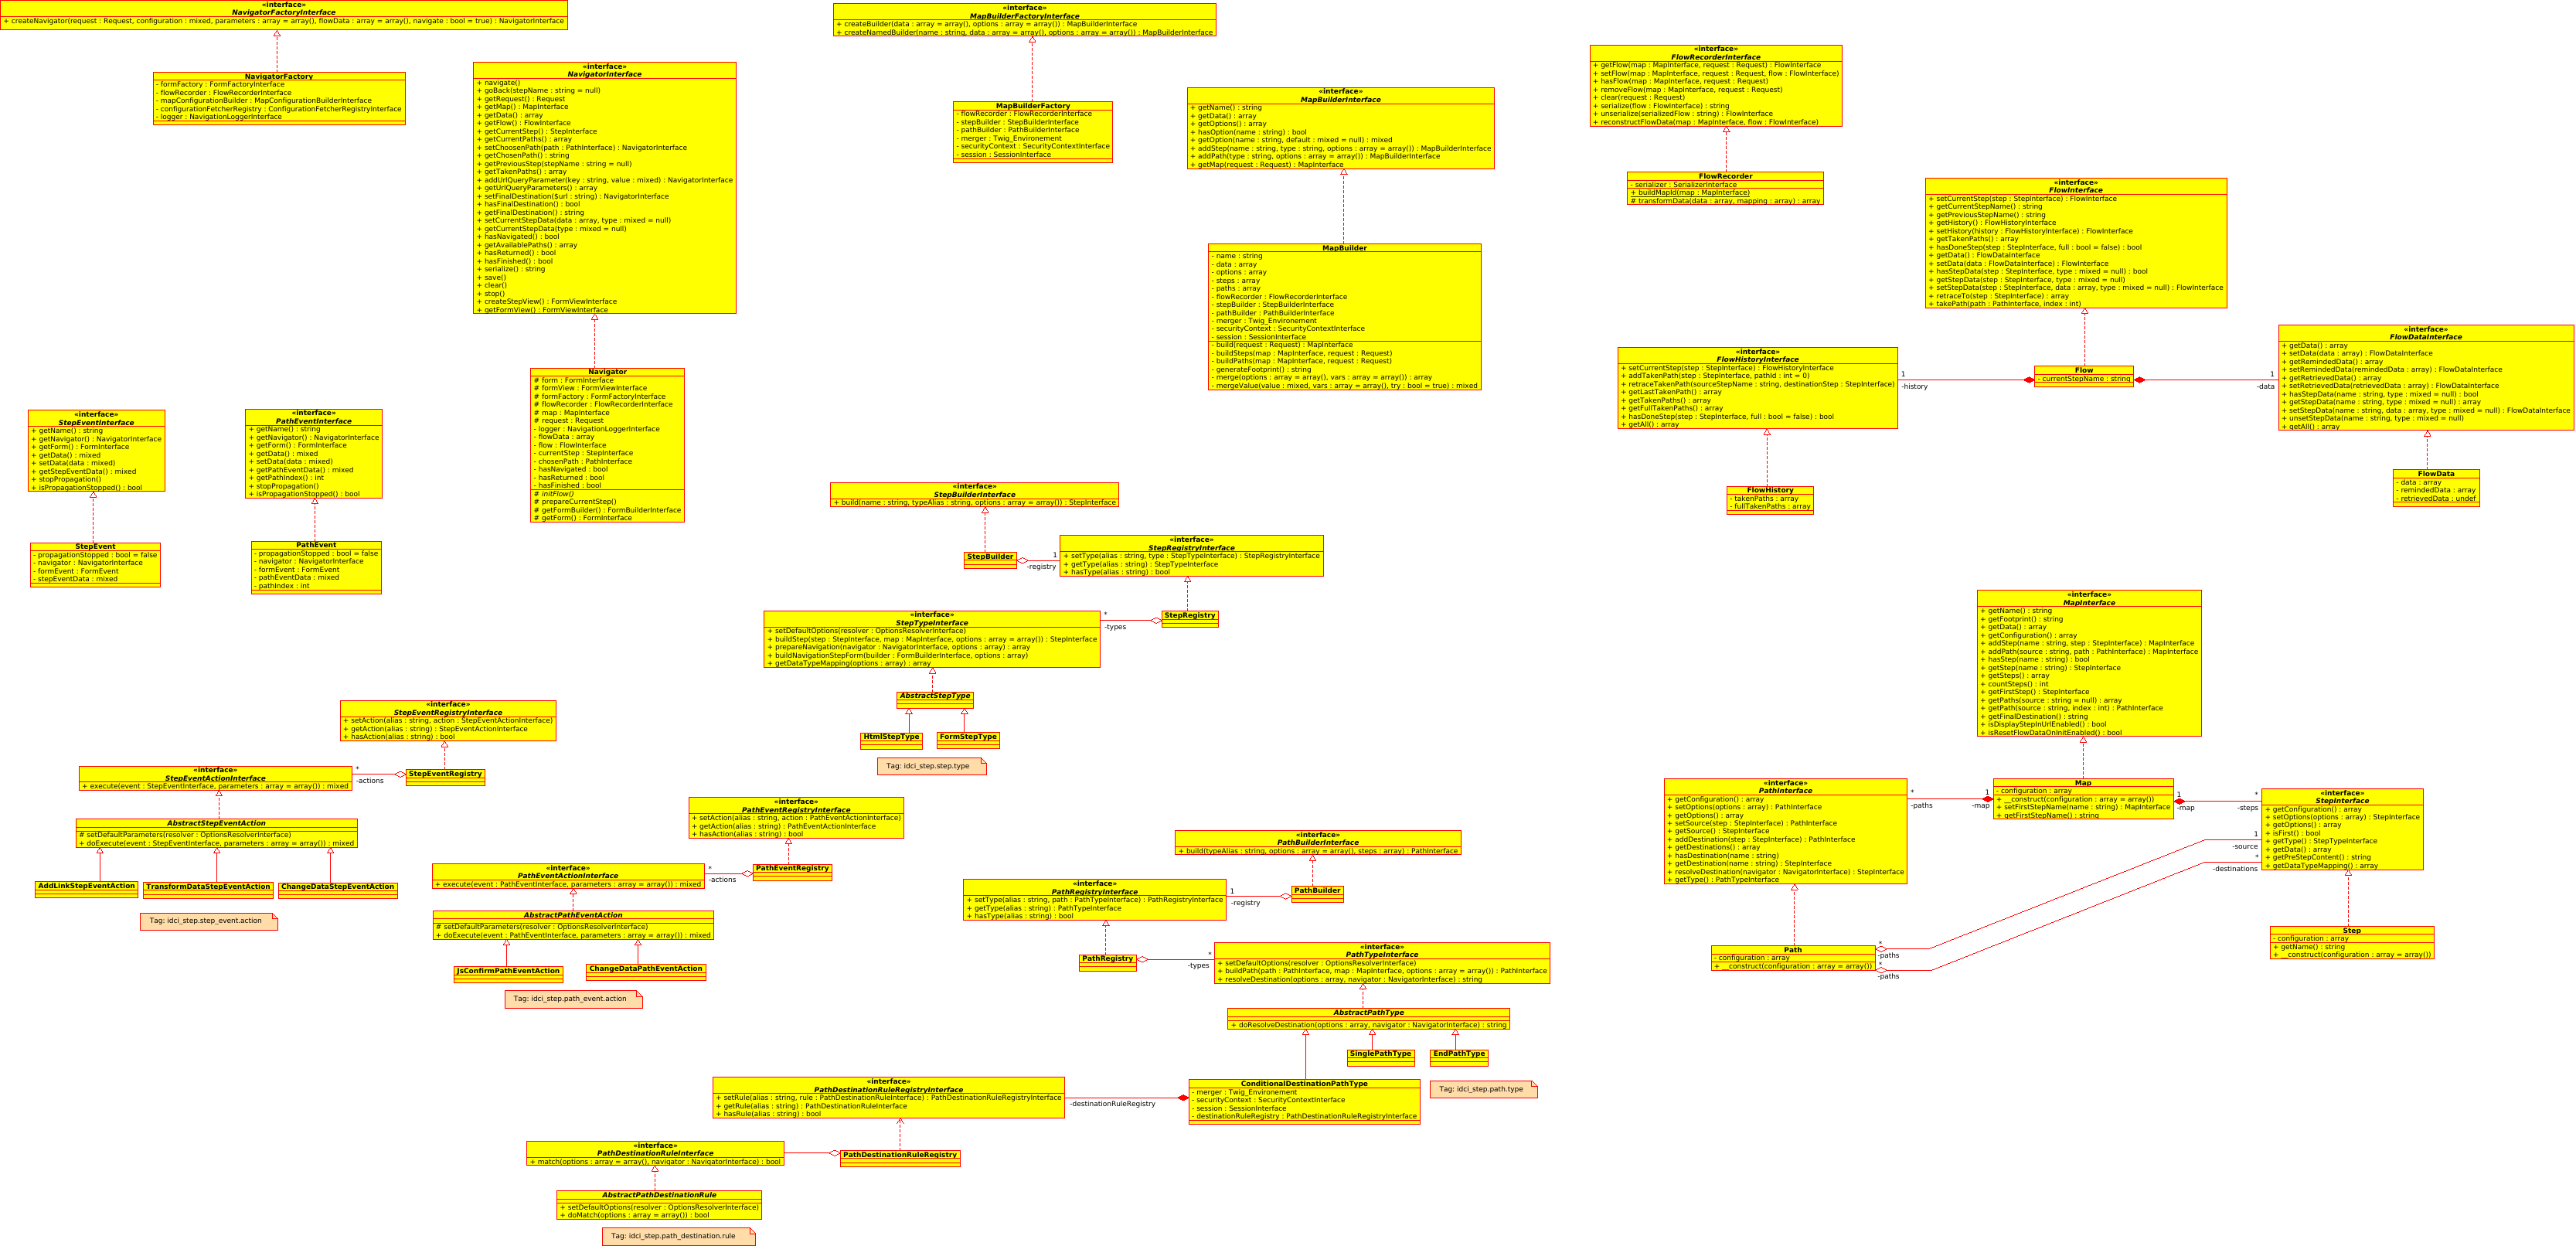 «interface»
NavigatorFactoryInterface
+ createNavigator(request : Request, configuration : mixed, parameters : array = array(), flowData : array = array(), navigate : bool = true) : NavigatorInterface
NavigatorFactory
- formFactory : FormFactoryInterface
- flowRecorder : FlowRecorderInterface
- mapConfigurationBuilder : MapConfigurationBuilderInterface
- configurationFetcherRegistry : ConfigurationFetcherRegistryInterface
- logger : NavigationLoggerInterface
«interface»
NavigatorInterface
+ navigate()
+ goBack(stepName : string = null)
+ getRequest() : Request
+ getMap() : MapInterface
+ getData() : array
+ getFlow() : FlowInterface
+ getCurrentStep() : StepInterface
+ getCurrentPaths() : array
+ setChoosenPath(path : PathInterface) : NavigatorInterface
+ getChosenPath() : string
+ getPreviousStep(stepName : string = null)
+ getTakenPaths() : array
+ addUrlQueryParameter(key : string, value : mixed) : NavigatorInterface
+ getUrlQueryParameters() : array
+ setFinalDestination($url : string) : NavigatorInterface
+ hasFinalDestination() : bool
+ getFinalDestination() : string
+ setCurrentStepData(data : array, type : mixed = null)
+ getCurrentStepData(type : mixed = null)
+ hasNavigated() : bool
+ getAvailablePaths() : array
+ hasReturned() : bool
+ hasFinished() : bool
+ serialize() : string
+ save()
+ clear()
+ stop()
+ createStepView() : FormViewInterface
+ getFormView() : FormViewInterface
Navigator
# form : FormInterface
# formView : FormViewInterface
# formFactory : FormFactoryInterface
# flowRecorder : FlowRecorderInterface
# map : MapInterface
# request : Request
- logger : NavigationLoggerInterface
- flowData : array
- flow : FlowInterface
- currentStep : StepInterface
- chosenPath : PathInterface
- hasNavigated : bool
- hasReturned : bool
- hasFinished : bool
# initFlow()
# prepareCurrentStep()
# getFormBuilder() : FormBuilderInterface
# getForm() : FormInterface
«interface»
MapBuilderFactoryInterface
+ createBuilder(data : array = array(), options : array = array()) : MapBuilderInterface
+ createNamedBuilder(name : string, data : array = array(), options : array = array()) : MapBuilderInterface
MapBuilderFactory
- flowRecorder : FlowRecorderInterface
- stepBuilder : StepBuilderInterface
- pathBuilder : PathBuilderInterface
- merger : Twig_Environement
- securityContext : SecurityContextInterface
- session : SessionInterface
«interface»
MapBuilderInterface
+ getName() : string
+ getData() : array
+ getOptions() : array
+ hasOption(name : string) : bool
+ getOption(name : string, default : mixed = null) : mixed
+ addStep(name : string, type : string, options : array = array()) : MapBuilderInterface
+ addPath(type : string, options : array = array()) : MapBuilderInterface
+ getMap(request : Request) : MapInterface
MapBuilder
- name : string
- data : array
- options : array
- steps : array
- paths : array
- flowRecorder : FlowRecorderInterface
- stepBuilder : StepBuilderInterface
- pathBuilder : PathBuilderInterface
- merger : Twig_Environement
- securityContext : SecurityContextInterface
- session : SessionInterface
- build(request : Request) : MapInterface
- buildSteps(map : MapInterface, request : Request)
- buildPaths(map : MapInterface, request : Request)
- generateFootprint() : string
- merge(options : array = array(), vars : array = array()) : array
- mergeValue(value : mixed, vars : array = array(), try : bool = true) : mixed
«interface»
FlowRecorderInterface
+ getFlow(map : MapInterface, request : Request) : FlowInterface
+ setFlow(map : MapInterface, request : Request, flow : FlowInterface)
+ hasFlow(map : MapInterface, request : Request)
+ removeFlow(map : MapInterface, request : Request)
+ clear(request : Request)
+ serialize(flow : FlowInterface) : string
+ unserialize(serializedFlow : string) : FlowInterface
+ reconstructFlowData(map : MapInterface, flow : FlowInterface)
FlowRecorder
- serializer : SerializerInterface
+ buildMapId(map : MapInterface)
# transformData(data : array, mapping : array) : array
«interface»
FlowInterface
+ setCurrentStep(step : StepInterface) : FlowInterface
+ getCurrentStepName() : string
+ getPreviousStepName() : string
+ getHistory() : FlowHistoryInterface
+ setHistory(history : FlowHistoryInterface) : FlowInterface
+ getTakenPaths() : array
+ hasDoneStep(step : StepInterface, full : bool = false) : bool
+ getData() : FlowDataInterface
+ setData(data : FlowDataInterface) : FlowInterface
+ hasStepData(step : StepInterface, type : mixed = null) : bool
+ getStepData(step : StepInterface, type : mixed = null)
+ setStepData(step : StepInterface, data : array, type : mixed = null) : FlowInterface
+ retraceTo(step : StepInterface) : array
+ takePath(path : PathInterface, index : int)
«interface»
FlowHistoryInterface
+ setCurrentStep(step : StepInterface) : FlowHistoryInterface
+ addTakenPath(step : StepInterface, pathId : int = 0)
+ retraceTakenPath(sourceStepName : string, destinationStep : StepInterface)
+ getLastTakenPath() : array
+ getTakenPaths() : array
+ getFullTakenPaths() : array
+ hasDoneStep(step : StepInterface, full : bool = false) : bool
+ getAll() : array
1
-history
Flow
- currentStepName : string
1
-data
«interface»
FlowDataInterface
+ getData() : array
+ setData(data : array) : FlowDataInterface
+ getRemindedData() : array
+ setRemindedData(remindedData : array) : FlowDataInterface
+ getRetrievedData() : array
+ setRetrievedData(retrievedData : array) : FlowDataInterface
+ hasStepData(name : string, type : mixed = null) : bool
+ getStepData(name : string, type : mixed = null) : array
+ setStepData(name : string, data : array, type : mixed = null) : FlowDataInterface
+ unsetStepData(name : string, type : mixed = null)
+ getAll() : array
FlowHistory
- takenPaths : array
- fullTakenPaths : array
FlowData
- data : array
- remindedData : array
- retrievedData : undef
«interface»
StepEventInterface
+ getName() : string
+ getNavigator() : NavigatorInterface
+ getForm() : FormInterface
+ getData() : mixed
+ setData(data : mixed)
+ getStepEventData() : mixed
+ stopPropagation()
+ isPropagationStopped() : bool
«interface»
PathEventInterface
+ getName() : string
+ getNavigator() : NavigatorInterface
+ getForm() : FormInterface
+ getData() : mixed
+ setData(data : mixed)
+ getPathEventData() : mixed
+ getPathIndex() : int
+ stopPropagation()
+ isPropagationStopped() : bool
StepEvent
- propagationStopped : bool = false
- navigator : NavigatorInterface
- formEvent : FormEvent
- stepEventData : mixed
PathEvent
- propagationStopped : bool = false
- navigator : NavigatorInterface
- formEvent : FormEvent
- pathEventData : mixed
- pathIndex : int
«interface»
StepBuilderInterface
+ build(name : string, typeAlias : string, options : array = array()) : StepInterface
StepBuilder
1
-registry
«interface»
StepRegistryInterface
+ setType(alias : string, type : StepTypeInterface) : StepRegistryInterface
+ getType(alias : string) : StepTypeInterface
+ hasType(alias : string) : bool
«interface»
StepTypeInterface
+ setDefaultOptions(resolver : OptionsResolverInterface)
+ buildStep(step : StepInterface, map : MapInterface, options : array = array()) : StepInterface
+ prepareNavigation(navigator : NavigatorInterface, options : array) : array
+ buildNavigationStepForm(builder : FormBuilderInterface, options : array)
+ getDataTypeMapping(options : array) : array
*
-types
StepRegistry
AbstractStepType
HtmlStepType
FormStepType
Tag: idci_step.step.type
«interface»
StepEventRegistryInterface
+ setAction(alias : string, action : StepEventActionInterface)
+ getAction(alias : string) : StepEventActionInterface
+ hasAction(alias : string) : bool
«interface»
StepEventActionInterface
+ execute(event : StepEventInterface, parameters : array = array()) : mixed
*
-actions
StepEventRegistry
AbstractStepEventAction
# setDefaultParameters(resolver : OptionsResolverInterface)
+ doExecute(event : StepEventInterface, parameters : array = array()) : mixed
AddLinkStepEventAction
TransformDataStepEventAction
ChangeDataStepEventAction
Tag: idci_step.step_event.action
«interface»
PathEventRegistryInterface
+ setAction(alias : string, action : PathEventActionInterface)
+ getAction(alias : string) : PathEventActionInterface
+ hasAction(alias : string) : bool
«interface»
PathEventActionInterface
+ execute(event : PathEventInterface, parameters : array = array()) : mixed
*
-actions
PathEventRegistry
AbstractPathEventAction
# setDefaultParameters(resolver : OptionsResolverInterface)
+ doExecute(event : PathEventInterface, parameters : array = array()) : mixed
JsConfirmPathEventAction
ChangeDataPathEventAction
Tag: idci_step.path_event.action
«interface»
PathBuilderInterface
+ build(typeAlias : string, options : array = array(), steps : array) : PathInterface
«interface»
PathRegistryInterface
+ setType(alias : string, path : PathTypeInterface) : PathRegistryInterface
+ getType(alias : string) : PathTypeInterface
+ hasType(alias : string) : bool
1
-registry
PathBuilder
PathRegistry
*
-types
«interface»
PathTypeInterface
+ setDefaultOptions(resolver : OptionsResolverInterface)
+ buildPath(path : PathInterface, map : MapInterface, options : array = array()) : PathInterface
+ resolveDestination(options : array, navigator : NavigatorInterface) : string
AbstractPathType
+ doResolveDestination(options : array, navigator : NavigatorInterface) : string
SinglePathType
EndPathType
Tag: idci_step.path.type
ConditionalDestinationPathType
- merger : Twig_Environement
- securityContext : SecurityContextInterface
- session : SessionInterface
- destinationRuleRegistry : PathDestinationRuleRegistryInterface
-destinationRuleRegistry
«interface»
PathDestinationRuleRegistryInterface
+ setRule(alias : string, rule : PathDestinationRuleInterface) : PathDestinationRuleRegistryInterface
+ getRule(alias : string) : PathDestinationRuleInterface
+ hasRule(alias : string) : bool
«interface»
PathDestinationRuleInterface
+ match(options : array = array(), navigator : NavigatorInterface) : bool
PathDestinationRuleRegistry
AbstractPathDestinationRule
+ setDefaultOptions(resolver : OptionsResolverInterface)
+ doMatch(options : array = array()) : bool
Tag: idci_step.path_destination.rule
«interface»
MapInterface
+ getName() : string
+ getFootprint() : string
+ getData() : array
+ getConfiguration() : array
+ addStep(name : string, step : StepInterface) : MapInterface
+ addPath(source : string, path : PathInterface) : MapInterface
+ hasStep(name : string) : bool
+ getStep(name : string) : StepInterface
+ getSteps() : array
+ countSteps() : int
+ getFirstStep() : StepInterface
+ getPaths(source : string = null) : array
+ getPath(source : string, index : int) : PathInterface
+ getFinalDestination() : string
+ isDisplayStepInUrlEnabled() : bool
+ isResetFlowDataOnInitEnabled() : bool
«interface»
PathInterface
+ getConfiguration() : array
+ setOptions(options : array) : PathInterface
+ getOptions() : array
+ setSource(step : StepInterface) : PathInterface
+ getSource() : StepInterface
+ addDestination(step : StepInterface) : PathInterface
+ getDestinations() : array
+ hasDestination(name : string)
+ getDestination(name : string) : StepInterface
+ resolveDestination(navigator : NavigatorInterface) : StepInterface
+ getType() : PathTypeInterface
*
-paths
1
-map
Map
- configuration : array
+ __construct(configuration : array = array())
+ setFirstStepName(name : string) : MapInterface
+ getFirstStepName() : string
1
-map
*
-steps
«interface»
StepInterface
+ getConfiguration() : array
+ setOptions(options : array) : StepInterface
+ getOptions() : array
+ isFirst() : bool
+ getType() : StepTypeInterface
+ getData() : array
+ getPreStepContent() : string
+ getDataTypeMapping() : array
1
-source
*
-destinations
Path
- configuration : array
+ __construct(configuration : array = array())
*
-paths
*
-paths
Step
- configuration : array
+ getName() : string
+ __construct(configuration : array = array())